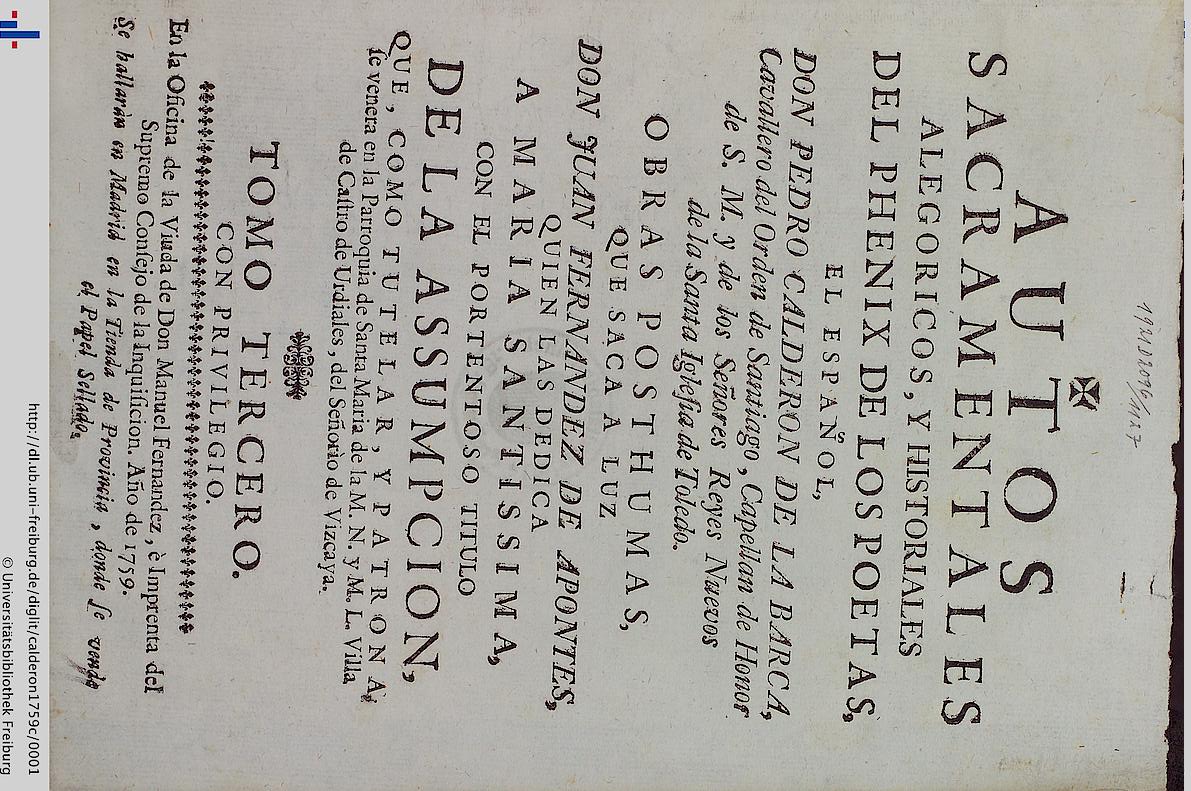 19MDR2096/1127
AUTOS
SACRAMENTALES
ALEGORICOS, Y HISTORIALES
DEL PHENIX DE LOS POETAS,
EL ESPAÑOL,
DON PEDRO CALDERON DE LA BARCA,
Cavallero del Orden de Santiago, Capellan de Honor
de S. M. y de los Señores Reyes Nuevos
de la Santa Iglesia de Toledo.
OBRAS POSTHUMAS,
QUE SACA A LUZ
DON JUAN FERNANDEZ DE APONTES,
QUIEN LAS DEDICA
A MARIA SANTISSIMA,
CON EL PORTENTOSO TITULO
DE LA ASSUMPCION,
QUE, COMO TUTELAR, Y PATRONA
se venera en la Parroquia de Santa Maria de la M. N. y M. L. Villa
de Castro de Urdiales, del Señorìo de Vizcaya.
TOMO TERCERO.
CON PRIVILEGIO.
En la Oficina de la Viuda de Don Manuel Fernandez, è Imprenta del
Supremo Consejo de la Inquisicion. Año de 1759.
Se hallaràn en Madrid en la Tienda de Provincia, donde se vende
el Papel Sellado.
http://dl.ub.uni-freiburg.de/diglit/calderon1759c/0001
© Universitätsbibliothek Freiburg